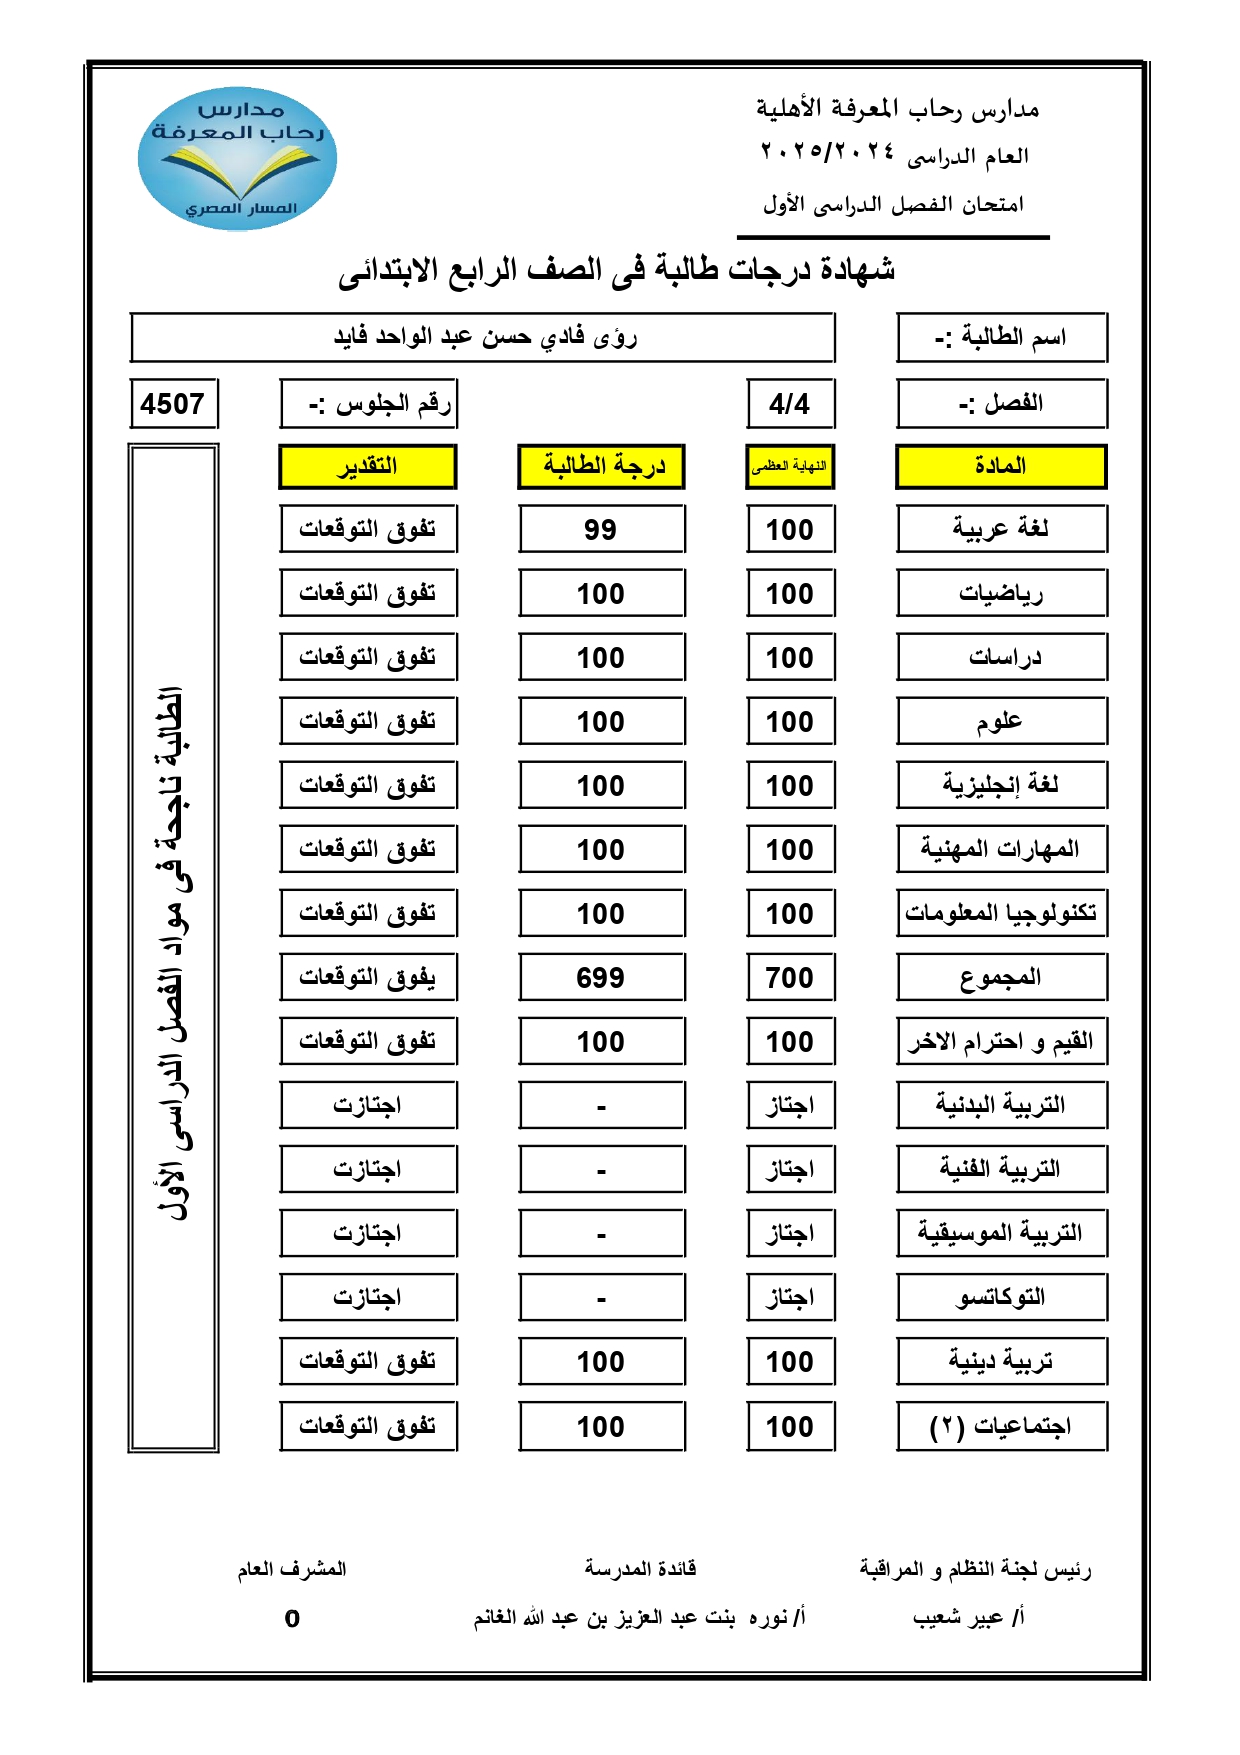 مدارس رحاب المعرفة الأهلية
العام الدراسى ٢٠٢٥/٢٠٢٤
امتحان الفصل الدراسى الأول
مدارس
رحاب المعرفة
المسار المصري
شهادة درجات طالبة فى الصف الرابع الابتدائى
اسم الطالبة :- رؤى فادي حسن عبد الواحد فايد
الفصل :- 4/4 رقم الجلوس :- 4507
المادة النهاية العظمى درجة الطالبة التقدير
لغة عربية 100 99 تفوق التوقعات
رياضيات 100 100 تفوق التوقعات
دراسات 100 100 تفوق التوقعات
علوم 100 100 تفوق التوقعات
لغة إنجليزية 100 100 تفوق التوقعات
المهارات المهنية 100 100 تفوق التوقعات
تكنولوجيا المعلومات 100 100 تفوق التوقعات
المجموع 700 699 يفوق التوقعات
القيم و احترام الاخر 100 100 تفوق التوقعات
التربية البدنية اجتاز - اجتازت
التربية الفنية اجتاز - اجتازت
التربية الموسيقية اجتاز - اجتازت
التوكاتسو اجتاز - اجتازت
تربية دينية 100 100 تفوق التوقعات
اجتماعيات (٢) 100 100 تفوق التوقعات
الطالبة ناجحة فى مواد الفصل الدراسى الأول
رئيس لجنة النظام و المراقبة قائدة المدرسة المشرف العام
أ/ عبير شعيب أ/ نوره بنت عبد العزيز بن عبد الله الغانم 0